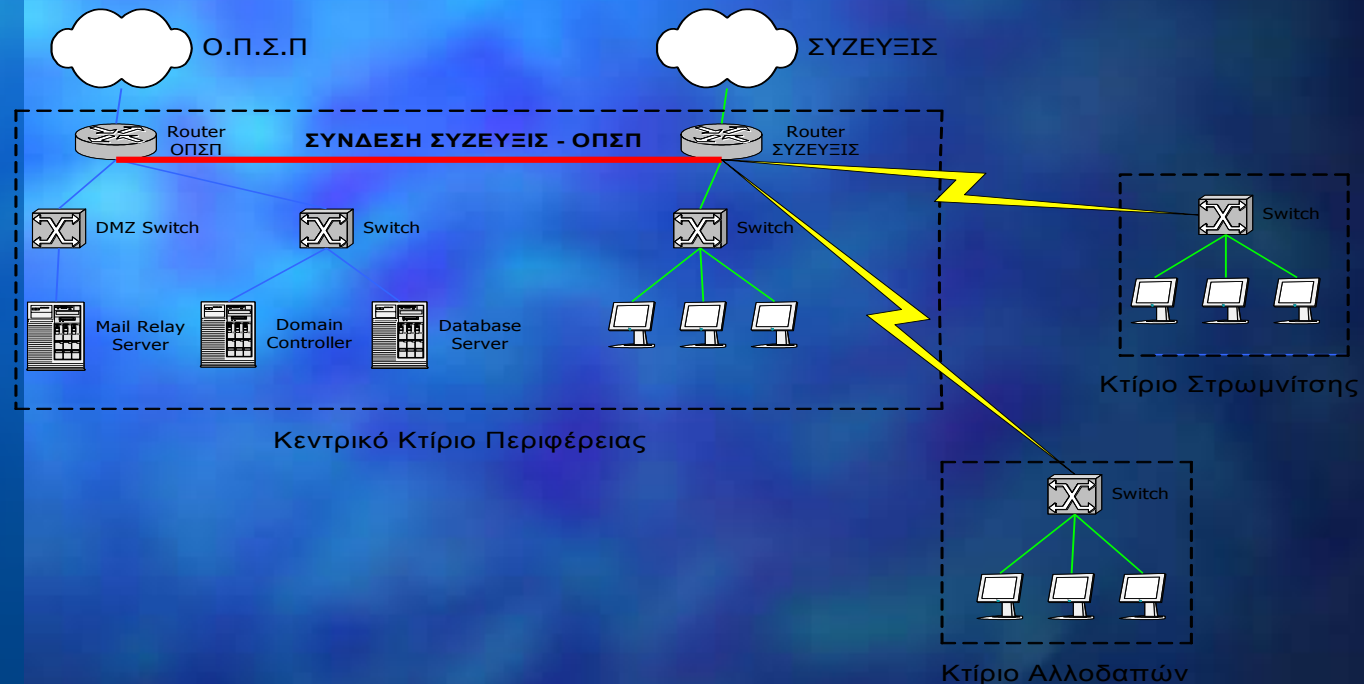 Ο.Π.Σ.Π
ΣΥΖΕΥΞΙΣ
Router
ΟΠΣΠ
ΣΥΝΔΕΣΗ ΣΥΖΕΥΞΙΣ - ΟΠΣΠ
Router
ΣΥΖΕΥΞΙΣ
DMZ Switch
Switch
Switch
Switch
Mail Relay
Server
Domain
Controller
Database
Server
Κτίριο Στρωμνίτσης
Κεντρικό Κτίριο Περιφέρειας
Switch
Κτίριο Αλλοδαπών